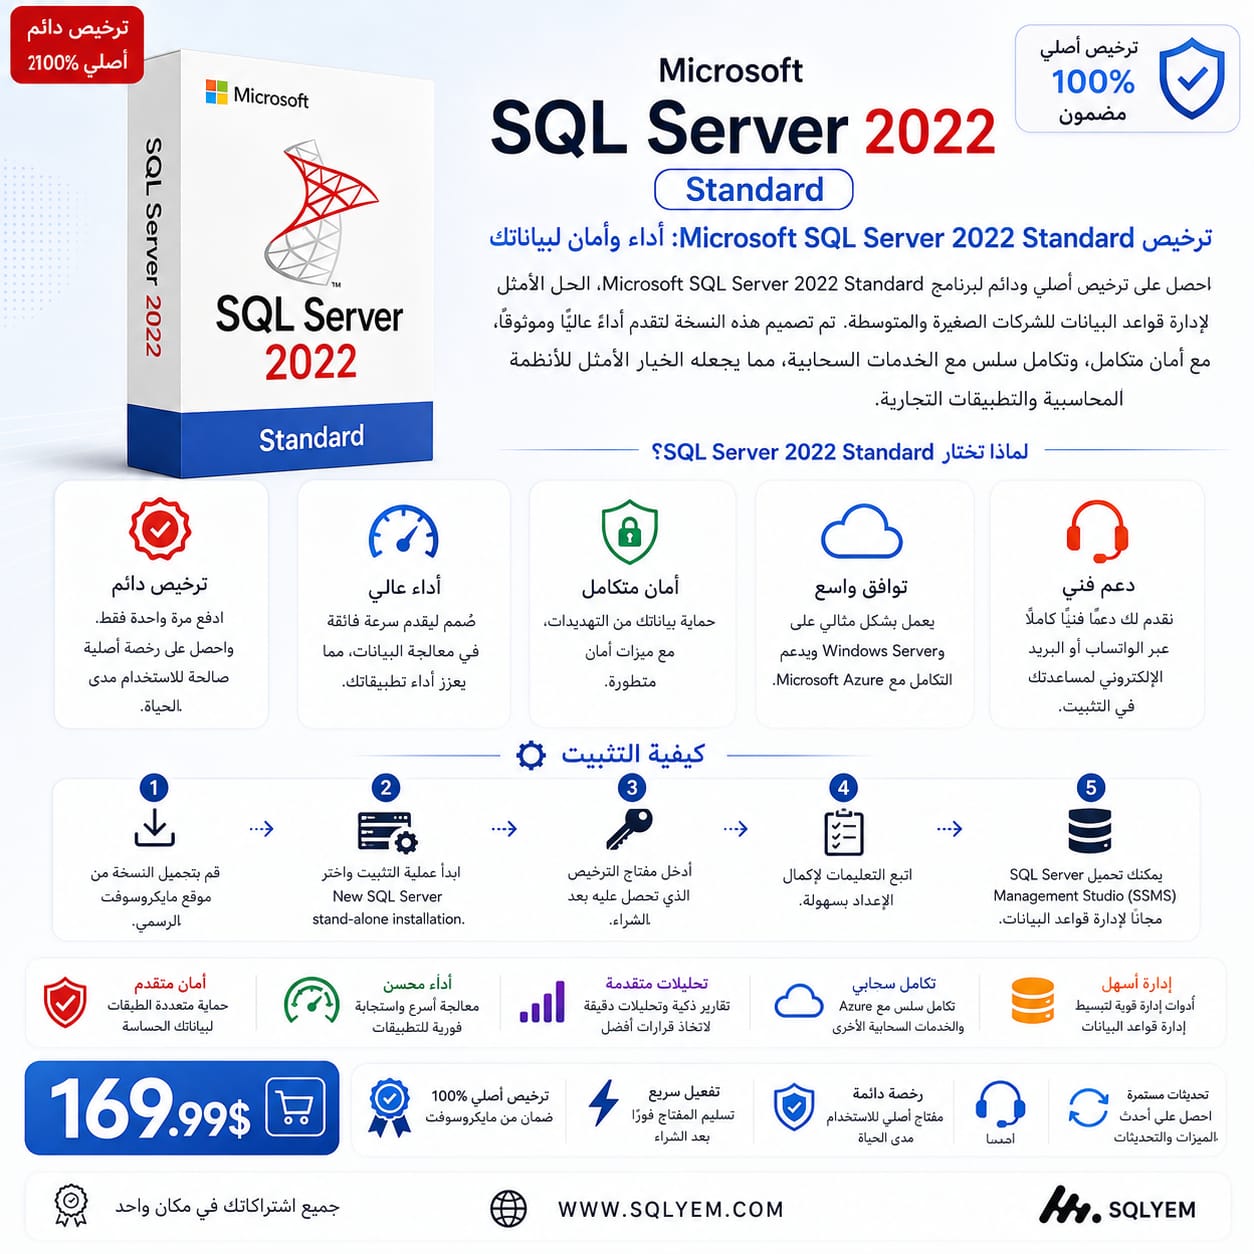 ترخيص دائم
أصلي 100%2
Microsoft
SQL Server 2022
SQL Server
2022
Standard
Microsoft
SQL Server 2022
Standard
ترخيص أصلي
100%
مضمون
ترخيص Microsoft SQL Server 2022 Standard: أداء وأمان لبياناتك
احصل على ترخيص أصلي ودائم لبرنامج Microsoft SQL Server 2022 Standard، الحل الأمثل
لإدارة قواعد البيانات للشركات الصغيرة والمتوسطة. تم تصميم هذه النسخة لتقدم أداءً عاليًا وموثوقًا،
مع أمان متكامل، وتكامل سلس مع الخدمات السحابية، مما يجعله الخيار الأمثل للأنظمة
المحاسبية والتطبيقات التجارية.
لماذا تختار SQL Server 2022 Standard؟
دعم فني
نقدم لك دعمًا فنيًا كاملًا
عبر الواتساب أو البريد
الإلكتروني لمساعدتك
في التثبيت.
توافق واسع
يعمل بشكل مثالي على
Windows Serverو ويدعم
التكامل مع Microsoft Azure.
أمان متكامل
حماية بياناتك من التهديدات،
مع ميزات أمان
متطورة.
أداء عالي
صُمم ليقدم سرعة فائقة
في معالجة البيانات، مما
يعزز أداء تطبيقاتك.
ترخيص دائم
ادفع مرة واحدة فقط.
واحصل على رخصة أصلية
صالحة للاستخدام مدى
الحياة.
كيفية التثبيت
1
قم بتجميل النسخة من
موقع مايكروسوفت
الرسمي.
2
ابدأ عملية التثبيت واختر
New SQL Server
stand-alone installation.
3
أدخل مفتاح الترخيص
الذي تحصل عليه بعد
الشراء.
4
اتبع التعليمات لإكمال
الإعداد بسهولة.
5
يمكنك تحميل SQL Server
Management Studio (SSMS)
مجانًا لإدارة قواعد البيانات.
إدارة أسهل
أدوات إدارة قوية لتبسيط
إدارة قواعد البيانات
تكامل سحابي
تكامل سلس مع Azure
والخدمات السحابية الأخرى
تحليلات متقدمة
تقارير ذكية وتحليلات دقيقة
لاتخاذ قرارات أفضل
أداء محسن
معالجة أسرع واستجابة
فورية للتطبيقات
أمان متقدم
حماية متعددة الطبقات
لبياناتك الحساسة
169.99$
ترخيص أصلي 100%
ضمان من مايكروسوفت
تفعيل سريع
تسليم المفتاح فورًا
بعد الشراء
رخصة دائمة
مفتاح أصلي للاستخدام
مدى الحياة
تحديثات مستمرة
احصل على أحدث
الميزات والتحديثات
جميع اشتراكاتك في مكان واحد
WWW.SQLYEM.COM
SQLYEM